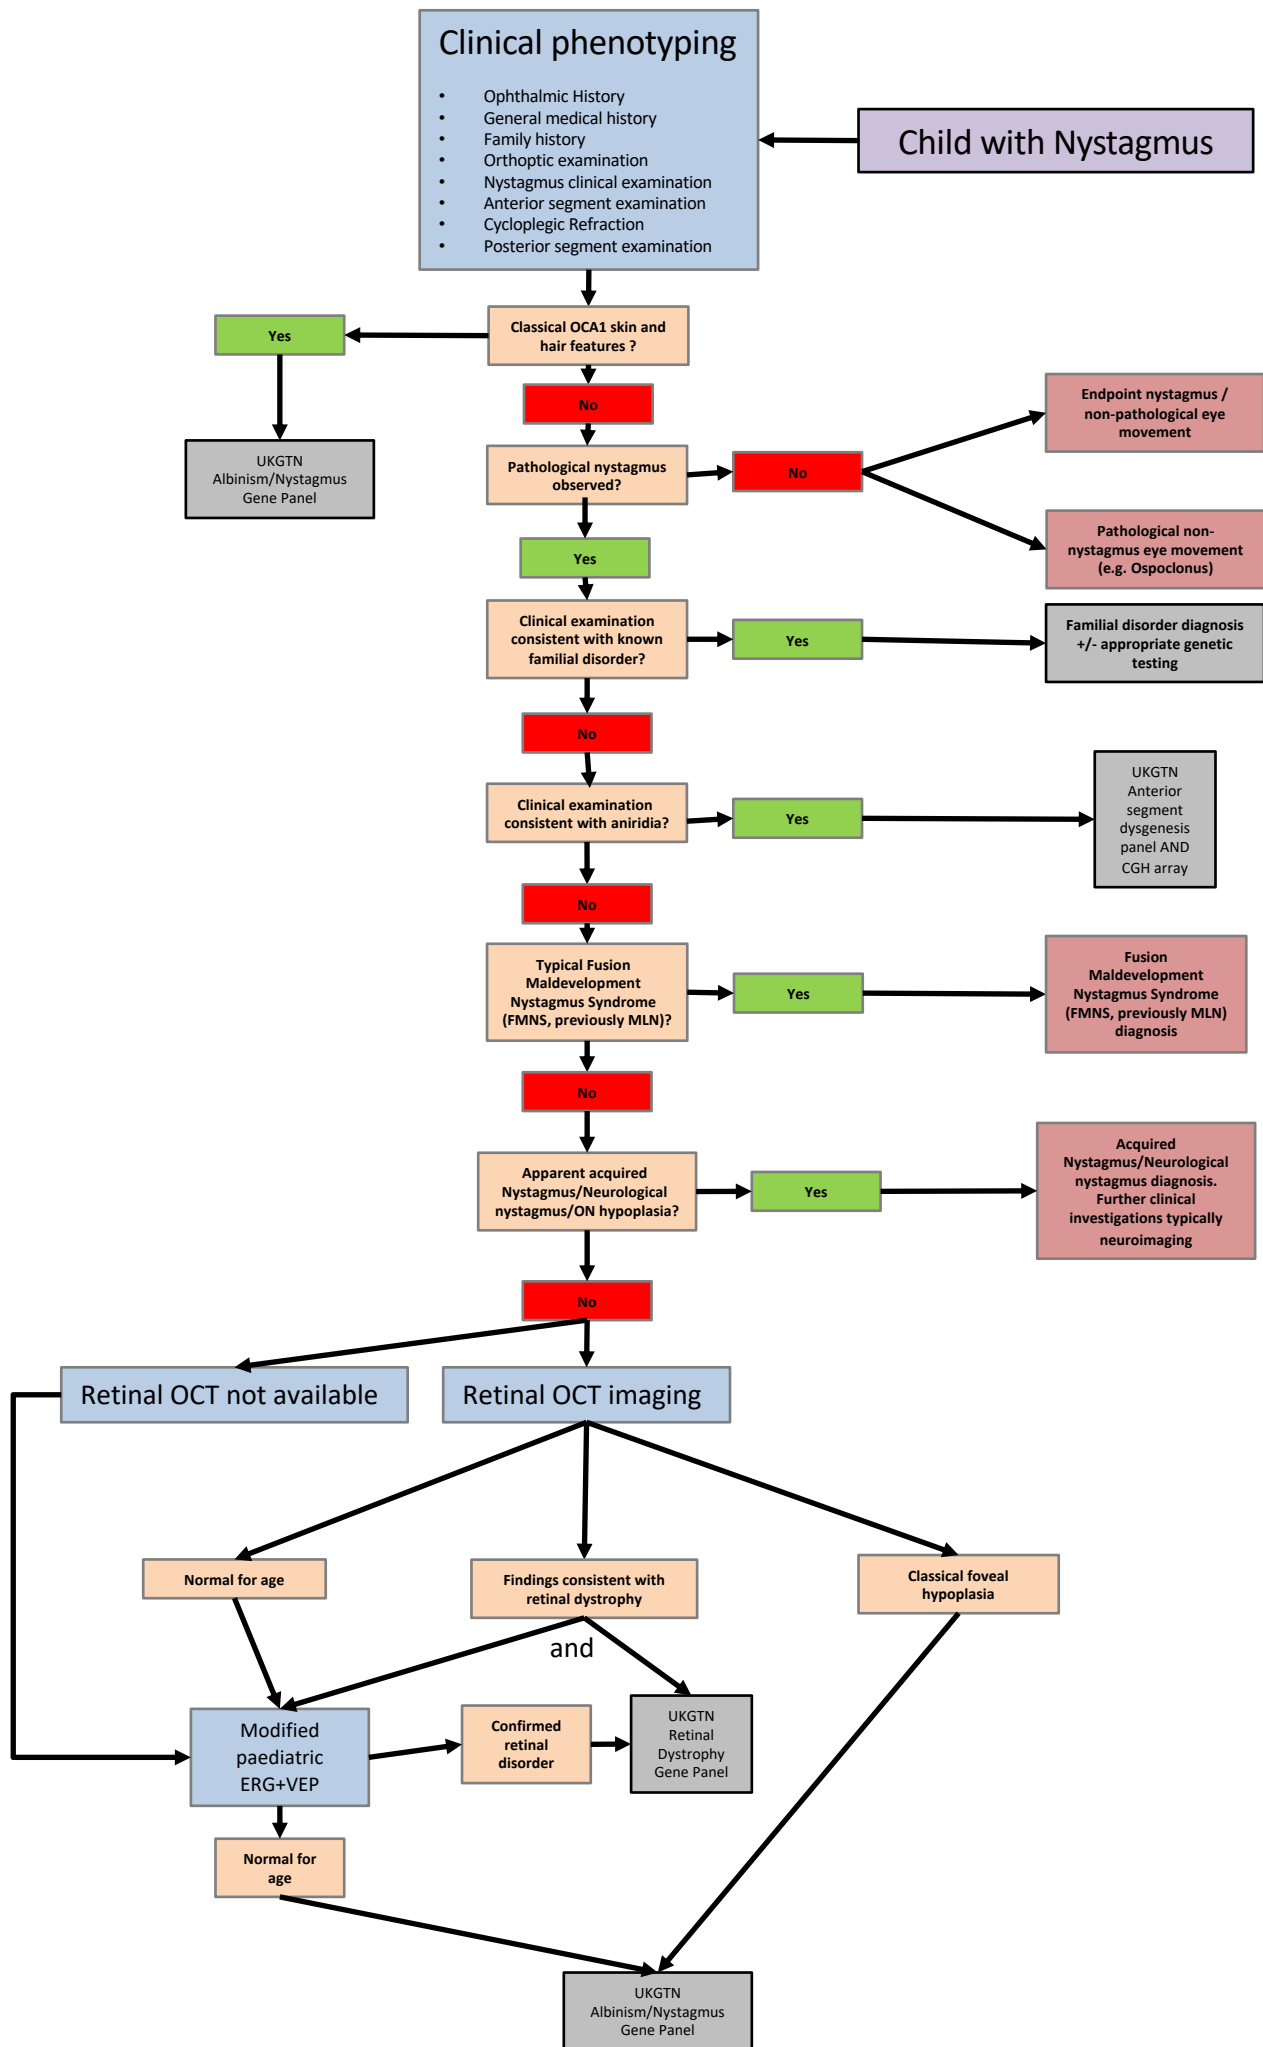 Clinical phenotyping
• Ophthalmic History
• General medical history
• Family history
• Orthoptic examination
• Nystagmus clinical examination
• Anterior segment examination
• Cycloplegic Refraction
• Posterior segment examination
Child with Nystagmus
Classical OCA1 skin and
hair features ?
Yes
UKGTN
Albinism/Nystagmus
Gene Panel
No
Pathological nystagmus
observed?
No
Endpoint nystagmus /
non-pathological eye
movement
Pathological non-
nystagmus eye movement
(e.g. Ospoclonus)
Yes
Clinical examination
consistent with known
familial disorder?
Yes
Familial disorder diagnosis
+/- appropriate genetic
testing
No
Clinical examination
consistent with aniridia?
Yes
UKGTN
Anterior
segment
dysgenesis
panel AND
CGH array
No
Typical Fusion
Maldevelopment
Nystagmus Syndrome
(FMNS, previously MLN)?
Yes
Fusion
Maldevelopment
Nystagmus Syndrome
(FMNS, previously MLN)
diagnosis
No
Apparent acquired
Nystagmus/Neurological
nystagmus/ON hypoplasia?
Yes
Acquired
Nystagmus/Neurological
nystagmus diagnosis.
Further clinical
investigations typically
neuroimaging
No
Retinal OCT not available
Retinal OCT imaging
Normal for age
Findings consistent with
retinal dystrophy
Classical foveal
hypoplasia
and
Modified
paediatric
ERG+VEP
Confirmed
retinal
disorder
UKGTN
Retinal
Dystrophy
Gene Panel
Normal for
age
UKGTN
Albinism/Nystagmus
Gene Panel